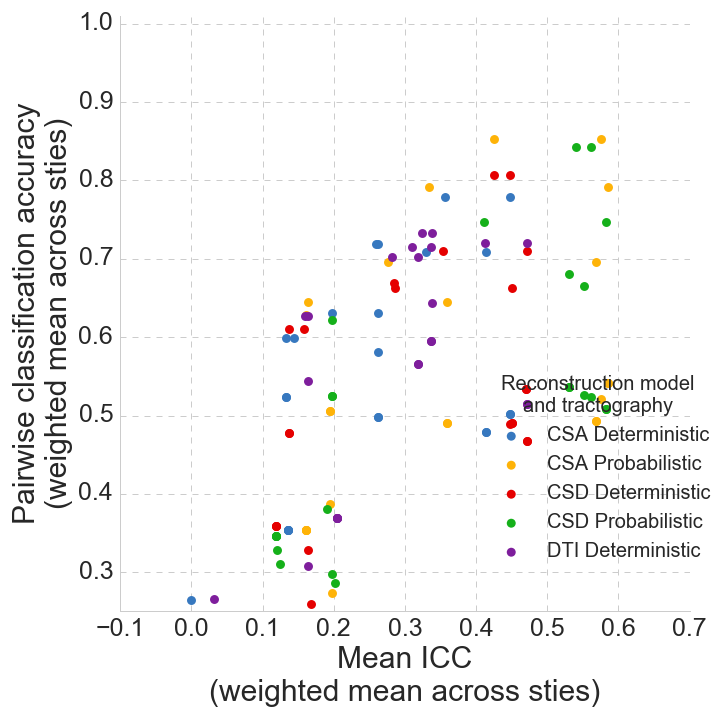 1.0
0.9
0.8
0.7
0.6
0.5
0.4
0.3
Pairwise classification accuracy
(weighted mean across sties)
Reconstruction model
and tractography
CSA Deterministic
CSA Probabilistic
CSD Deterministic
CSD Probabilistic
DTI Deterministic
−0.1 0.0 0.1 0.2 0.3 0.4 0.5 0.6 0.7
Mean ICC
(weighted mean across sties)